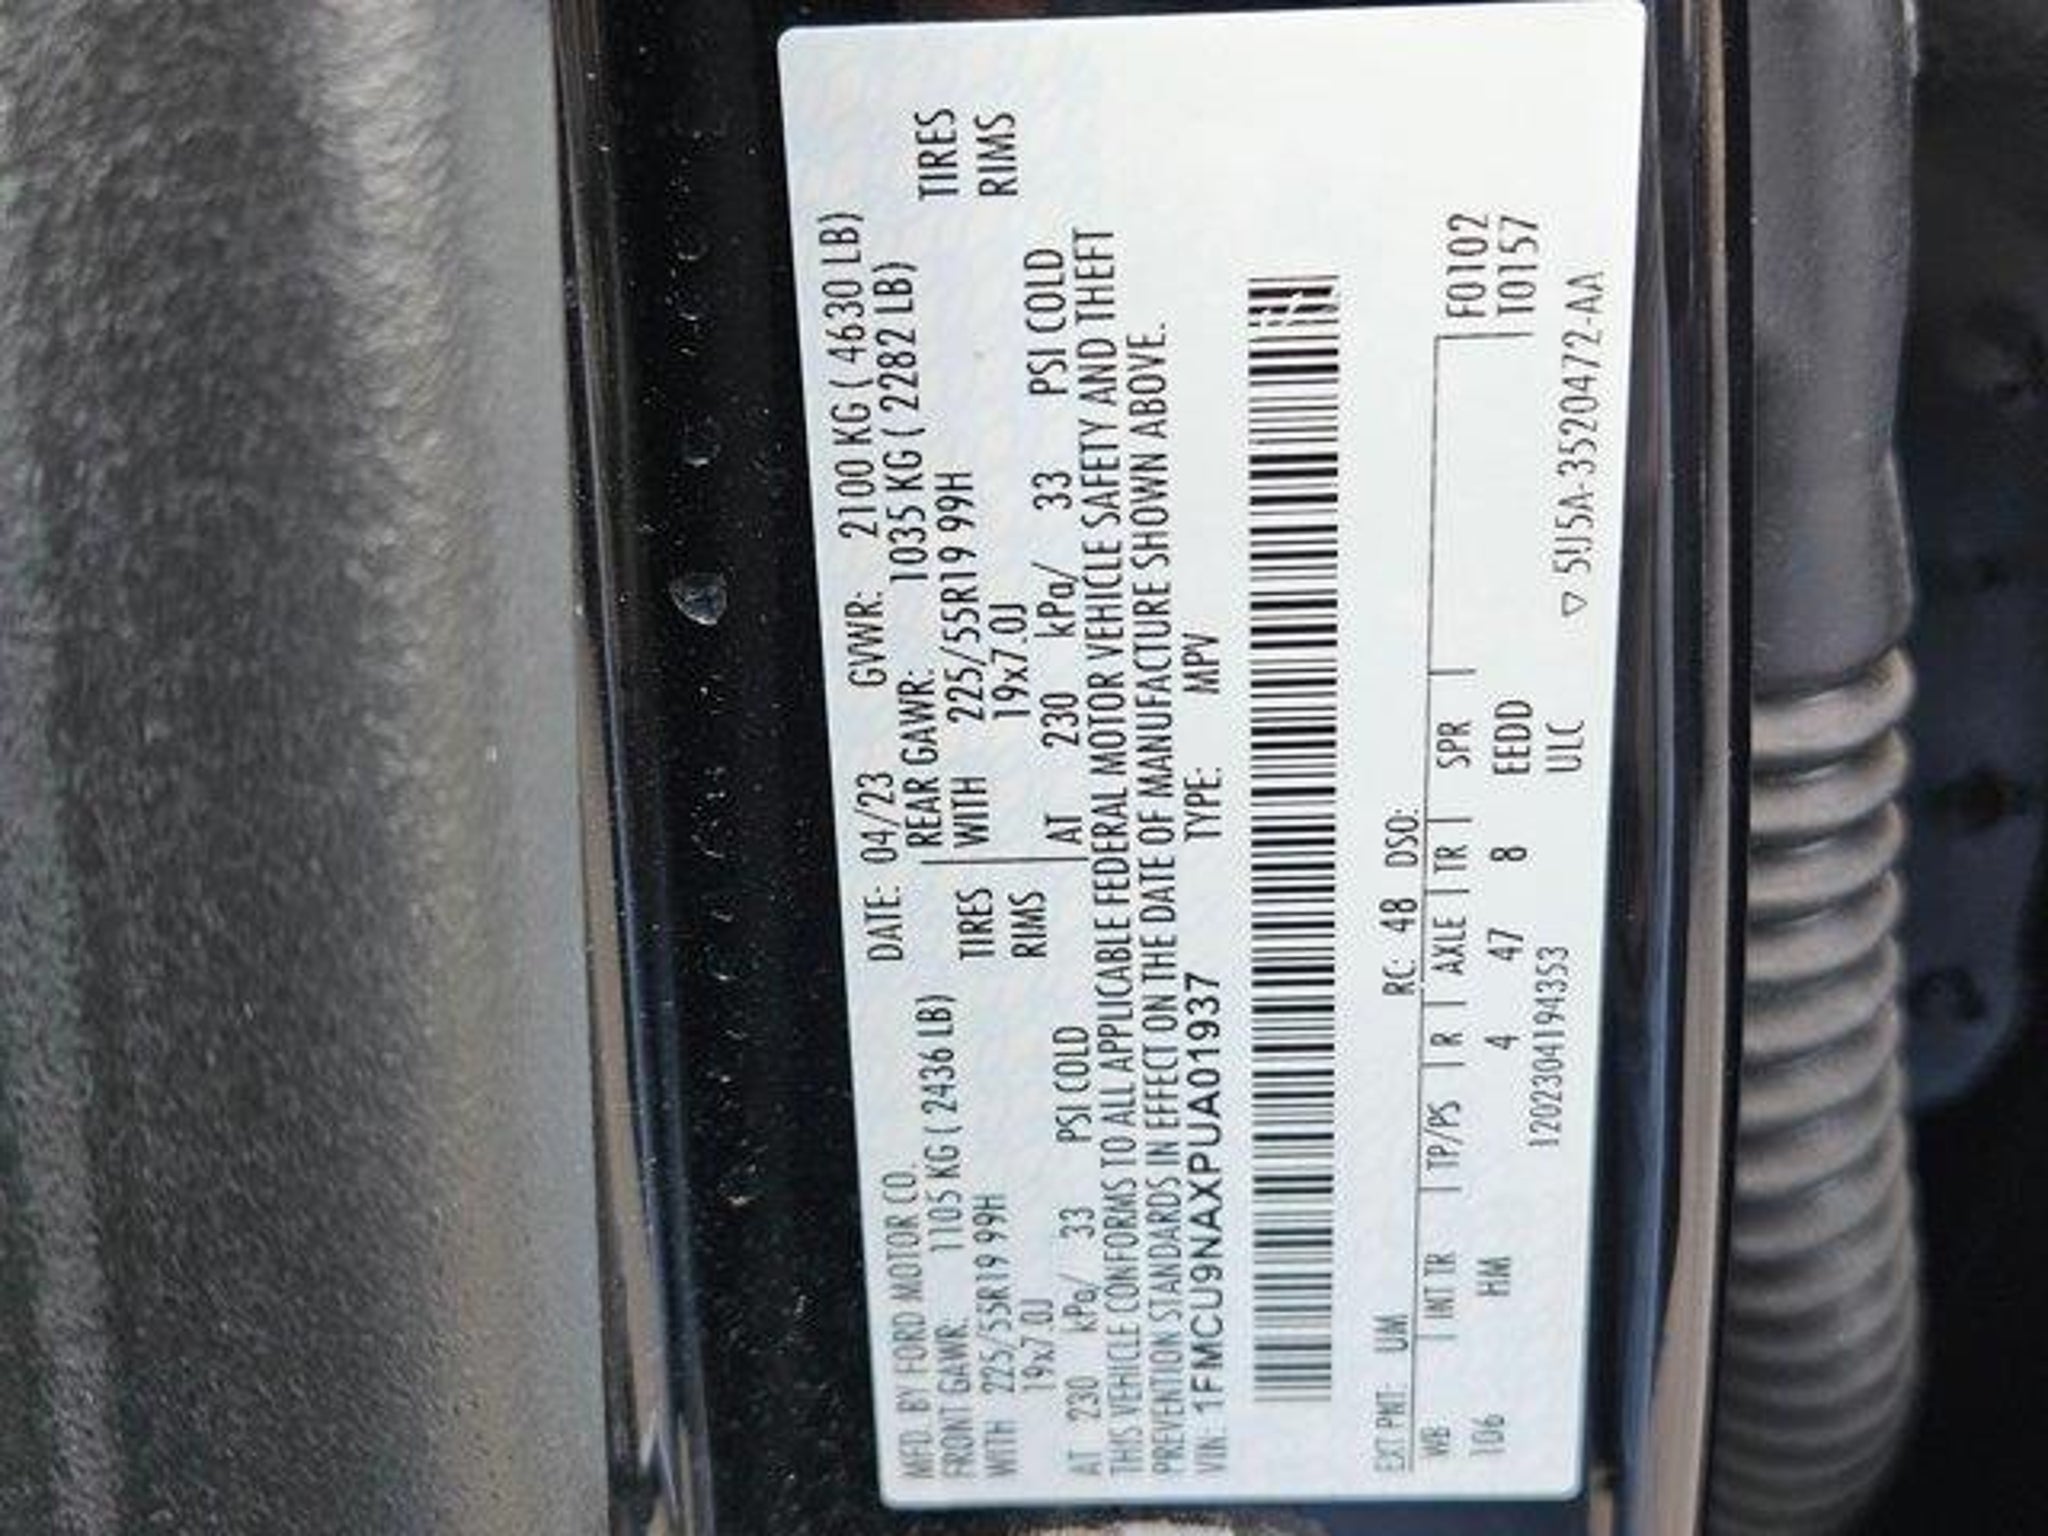 MFD. BY FORD MOTOR CO. DATE: 04/23 GVWR: 2100 KG ( 4630 LB)
FRONT GAWR: 1105 KG ( 2436 LB) REAR GAWR: 1035 KG ( 2282 LB)
WITH 225/55R19 99H TIRES WITH 225/55R19 99H TIRES
19x7.0J RIMS 19x7.0J RIMS
AT 230 kPa/ 33 PSI COLD AT 230 kPa/ 33 PSI COLD
THIS VEHICLE CONFORMS TO ALL APPLICABLE FEDERAL MOTOR VEHICLE SAFETY AND THEFT
PREVENTION STANDARDS IN EFFECT ON THE DATE OF MANUFACTURE SHOWN ABOVE.
VIN: 1FMCU9NAXPUA01937 TYPE: MPV
EXT PNT: UM RC: 48 DSO:
WB INT TR TP/PS R AXLE TR SPR F0102
106 HM 4 47 8 EEDD T0157
12023041943S3 ULC ▽ 5U5A-3520472-AA